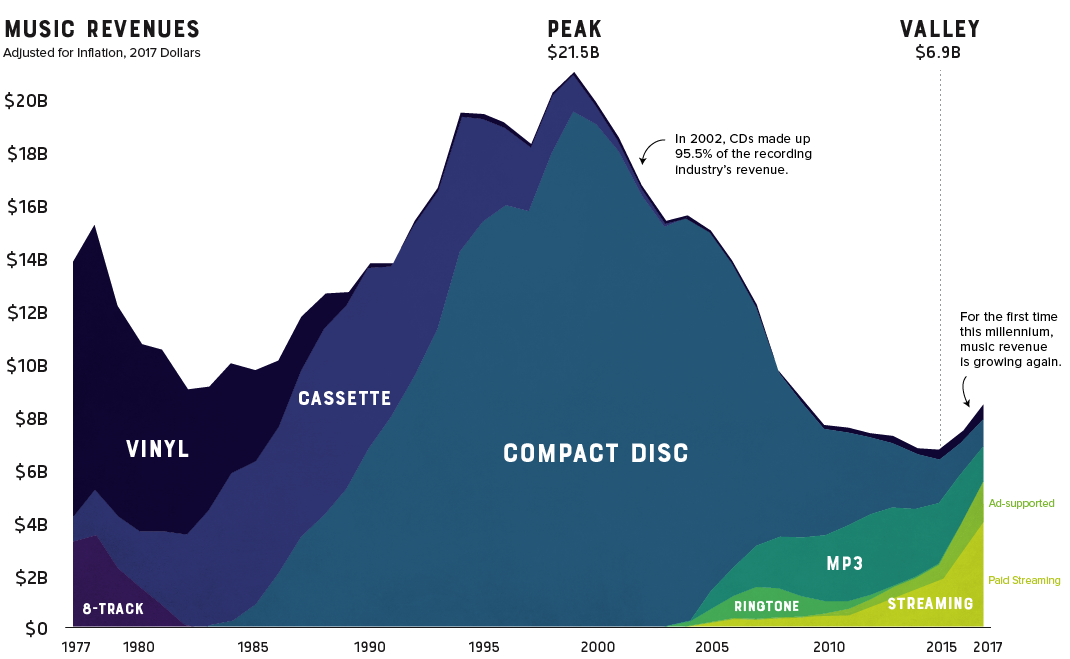 MUSIC REVENUES
Adjusted for Inflation, 2017 Dollars
PEAK
$21.5B
VALLEY
$6.9B
$20B
$18B
$16B
$14B
$12B
$10B
$8B
$6B
$4B
$2B
$0
In 2002, CDs made up
95.5% of the recording
industry's revenue.
For the first time
this millennium,
music revenue
is growing again.
CASSETTE
VINYL
COMPACT DISC
Ad-supported
MP3
Paid Streaming
8-TRACK
RINGTONE
STREAMING
1977
1980
1985
1990
1995
2000
2005
2010
2015
2017